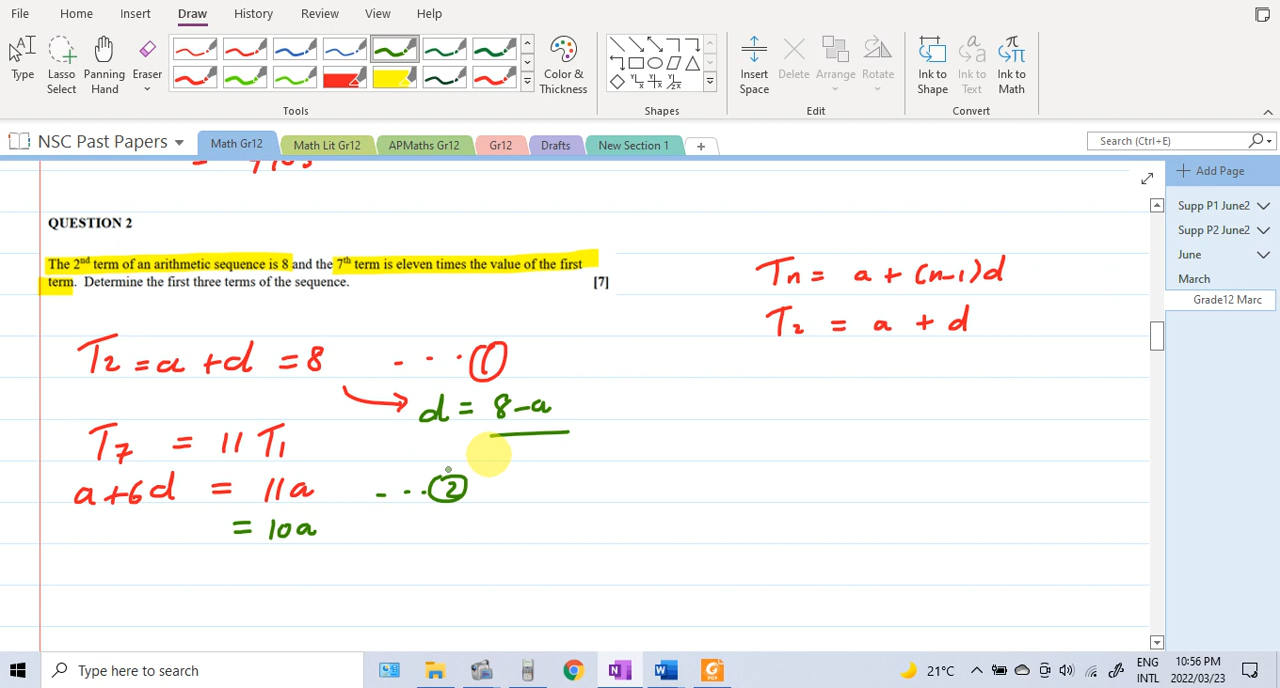 File Home Insert Draw History Review View Help
Type Lasso Select Panning Hand Eraser Color & Thickness Insert Space Delete Arrange Rotate Ink to Shape Ink to Text Ink to Math
Tools Shapes Edit Convert
NSC Past Papers Math Gr12 Math Lit Gr12 APMaths Gr12 Gr12 Drafts New Section 1 + Search (Ctrl+E)
+ Add Page
Supp P1 June2
Supp P2 June2
June
March
Grade12 Marc
QUESTION 2
The 2nd term of an arithmetic sequence is 8 and the 7th term is eleven times the value of the first
term. Determine the first three terms of the sequence. [7]
Tn = a + (n-1)d
T2 = a + d
T2 = a + d = 8 - - - ①
d = 8 - a
T7 = 11 T1
a + 6d = 11a - - - ②
= 10a
Type here to search 21°C ENG INTL 10:56 PM 2022/03/23